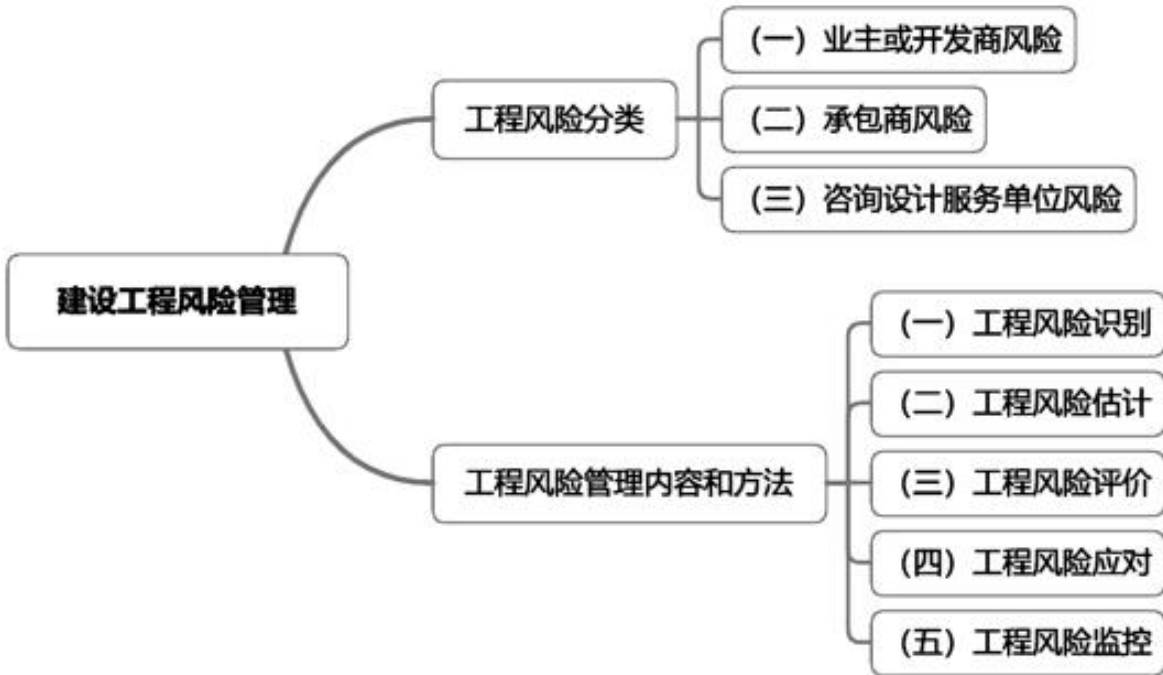 建设工程风险管理
工程风险分类
（一）业主或开发商风险
（二）承包商风险
（三）咨询设计服务单位风险
工程风险管理内容和方法
（一）工程风险识别
（二）工程风险估计
（三）工程风险评价
（四）工程风险应对
（五）工程风险监控